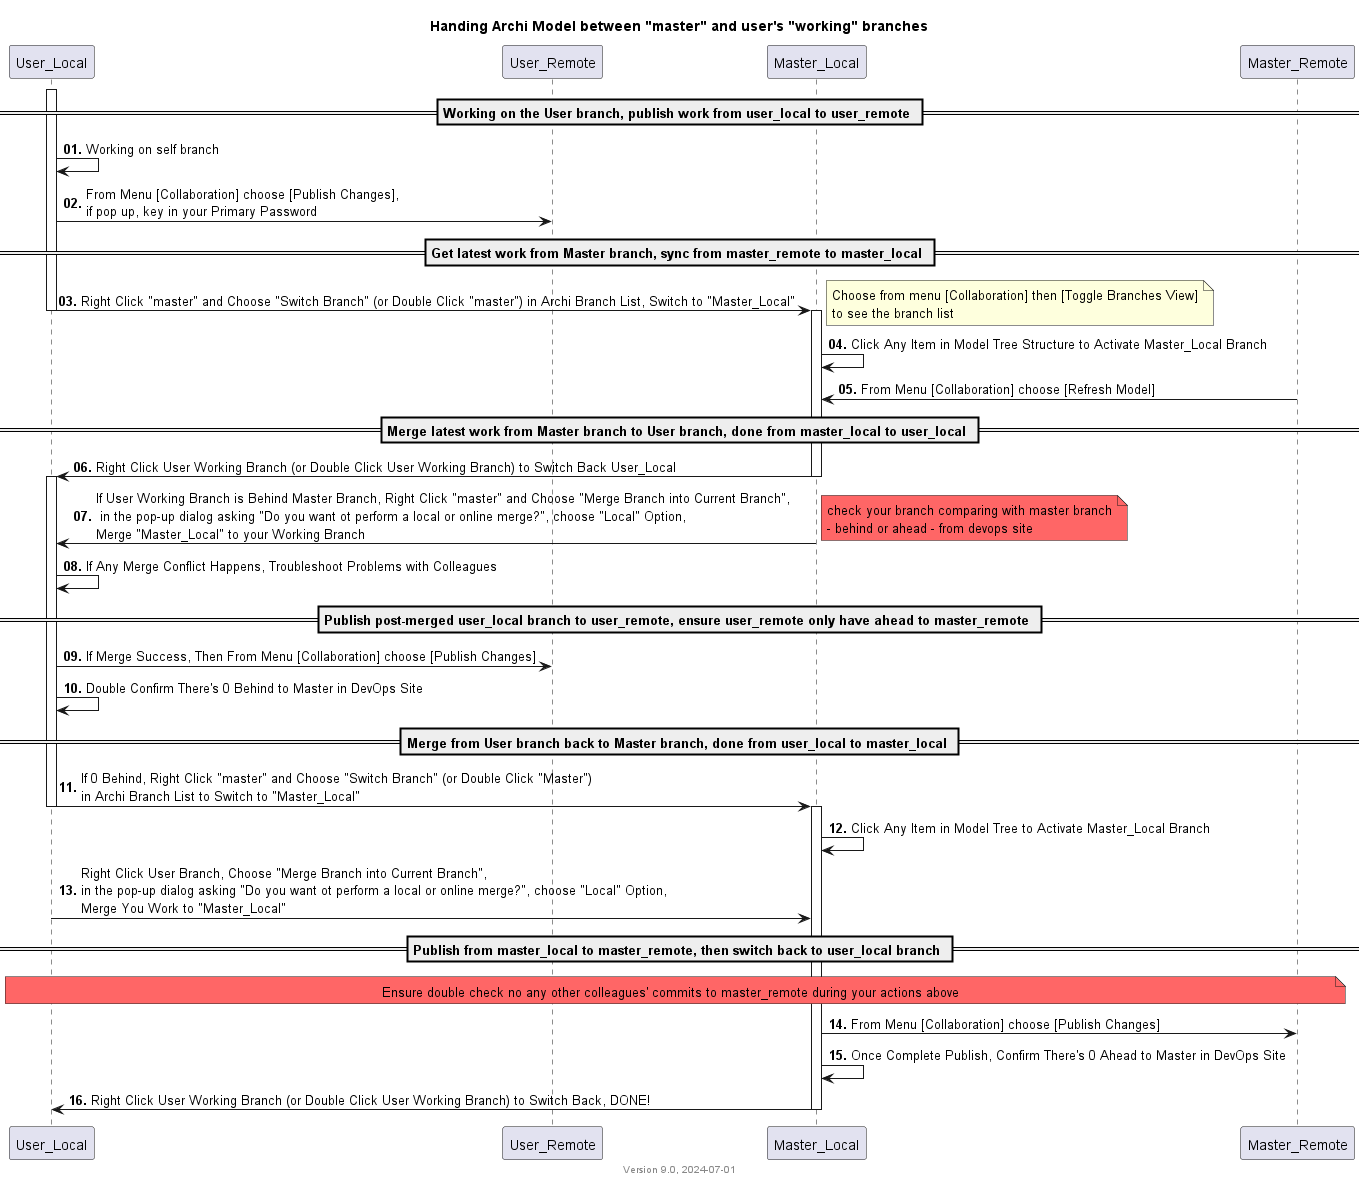 Handing Archi Model between "master" and user's "working" branches
User_Local
User_Remote
Master_Local
Master_Remote
Working on the User branch, publish work from user_local to user_remote
01. Working on self branch
From Menu [Collaboration] choose [Publish Changes],
02.
if pop up, key in your Primary Password
Get latest work from Master branch, sync from master_remote to master_local
03. Right Click "master" and Choose "Switch Branch" (or Double Click "master") in Archi Branch List, Switch to "Master_Local"
Choose from menu [Collaboration] then [Toggle Branches View]
to see the branch list
04. Click Any Item in Model Tree Structure to Activate Master_Local Branch
05. From Menu [Collaboration] choose [Refresh Model]
Merge latest work from Master branch to User branch, done from master_local to user_local
06. Right Click User Working Branch (or Double Click User Working Branch) to Switch Back User_Local
If User Working Branch is Behind Master Branch, Right Click "master" and Choose "Merge Branch into Current Branch",
07. in the pop-up dialog asking "Do you want ot perform a local or online merge?", choose "Local" Option,
Merge "Master_Local" to your Working Branch
check your branch comparing with master branch
- behind or ahead - from devops site
08. If Any Merge Conflict Happens, Troubleshoot Problems with Colleagues
Publish post-merged user_local branch to user_remote, ensure user_remote only have ahead to master_remote
09. If Merge Success, Then From Menu [Collaboration] choose [Publish Changes]
10. Double Confirm There's 0 Behind to Master in DevOps Site
Merge from User branch back to Master branch, done from user_local to master_local
If 0 Behind, Right Click "master" and Choose "Switch Branch" (or Double Click "Master")
11.
in Archi Branch List to Switch to "Master_Local"
12. Click Any Item in Model Tree to Activate Master_Local Branch
Right Click User Branch, Choose "Merge Branch into Current Branch",
13. in the pop-up dialog asking "Do you want ot perform a local or online merge?", choose "Local" Option,
Merge You Work to "Master_Local"
Publish from master_local to master_remote, then switch back to user_local branch
Ensure double check no any other colleagues' commits to master_remote during your actions above
14. From Menu [Collaboration] choose [Publish Changes]
15. Once Complete Publish, Confirm There's 0 Ahead to Master in DevOps Site
16. Right Click User Working Branch (or Double Click User Working Branch) to Switch Back, DONE!
User_Local
User_Remote
Master_Local
Master_Remote
Version 9.0, 2024-07-01